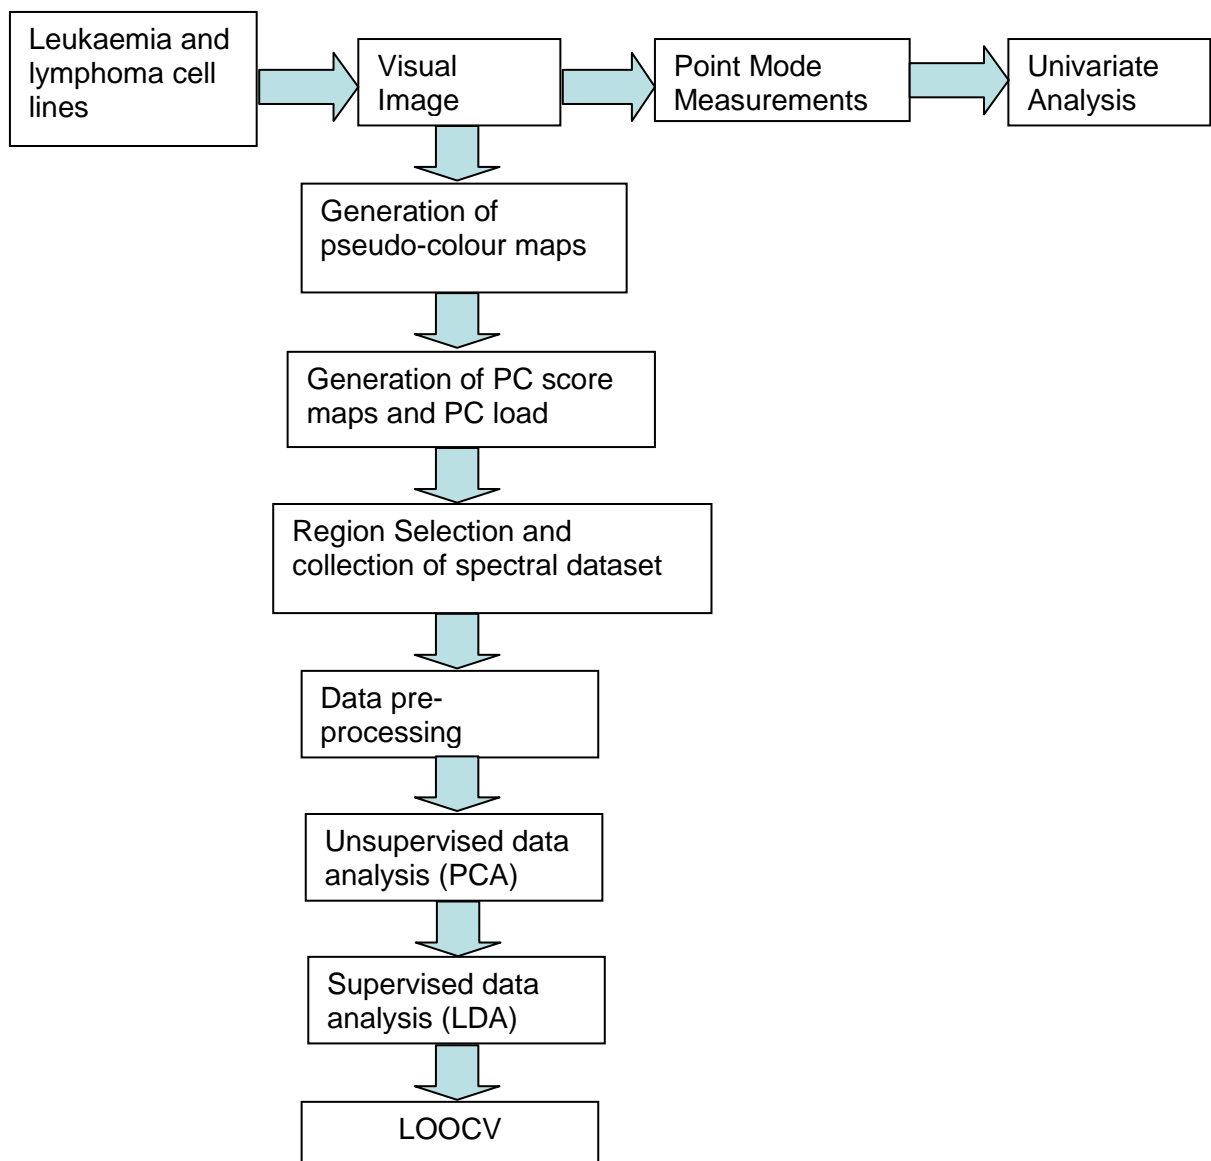 Leukaemia and
lymphoma cell
lines
Visual
Image
Point Mode
Measurements
Univariate
Analysis
Generation of
pseudo-colour maps
Generation of PC score
maps and PC load
Region Selection and
collection of spectral dataset
Data pre-
processing
Unsupervised data
analysis (PCA)
Supervised data
analysis (LDA)
LOOCV